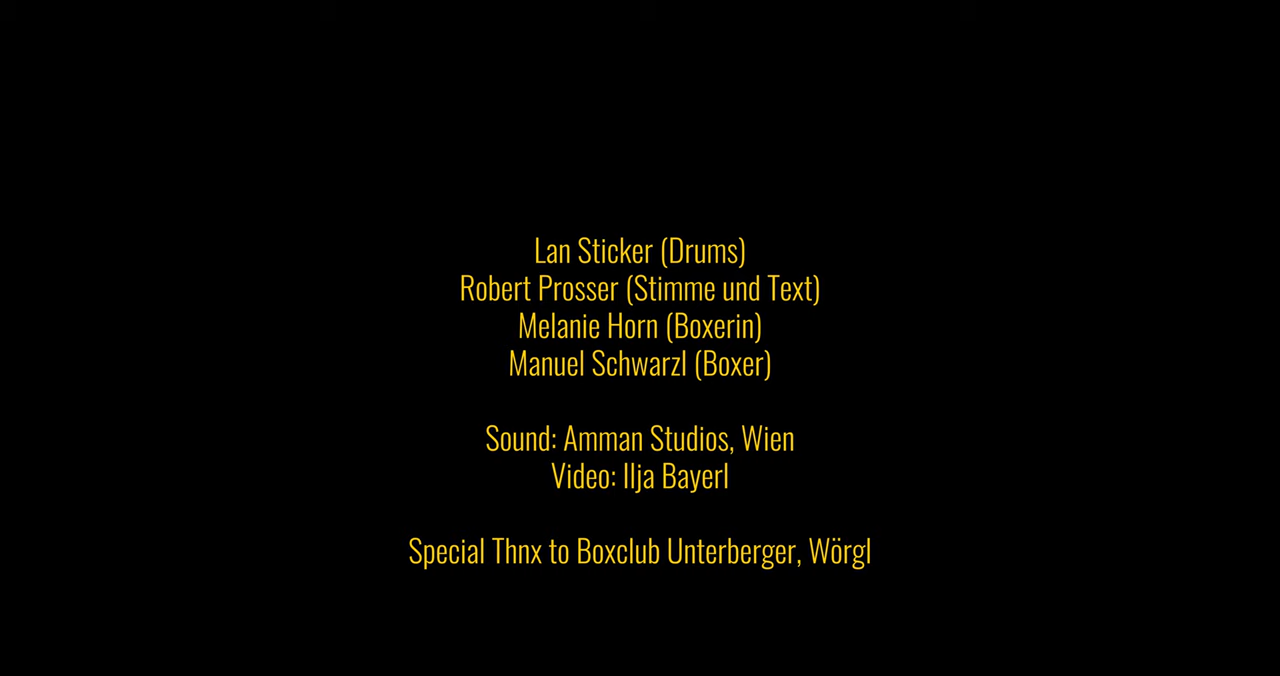 Lan Sticker (Drums)
Robert Prosser (Stimme und Text)
Melanie Horn (Boxerin)
Manuel Schwarzl (Boxer)
Sound: Amman Studios, Wien
Video: Ilja Bayerl
Special Thnx to Boxclub Unterberger, Wörgl